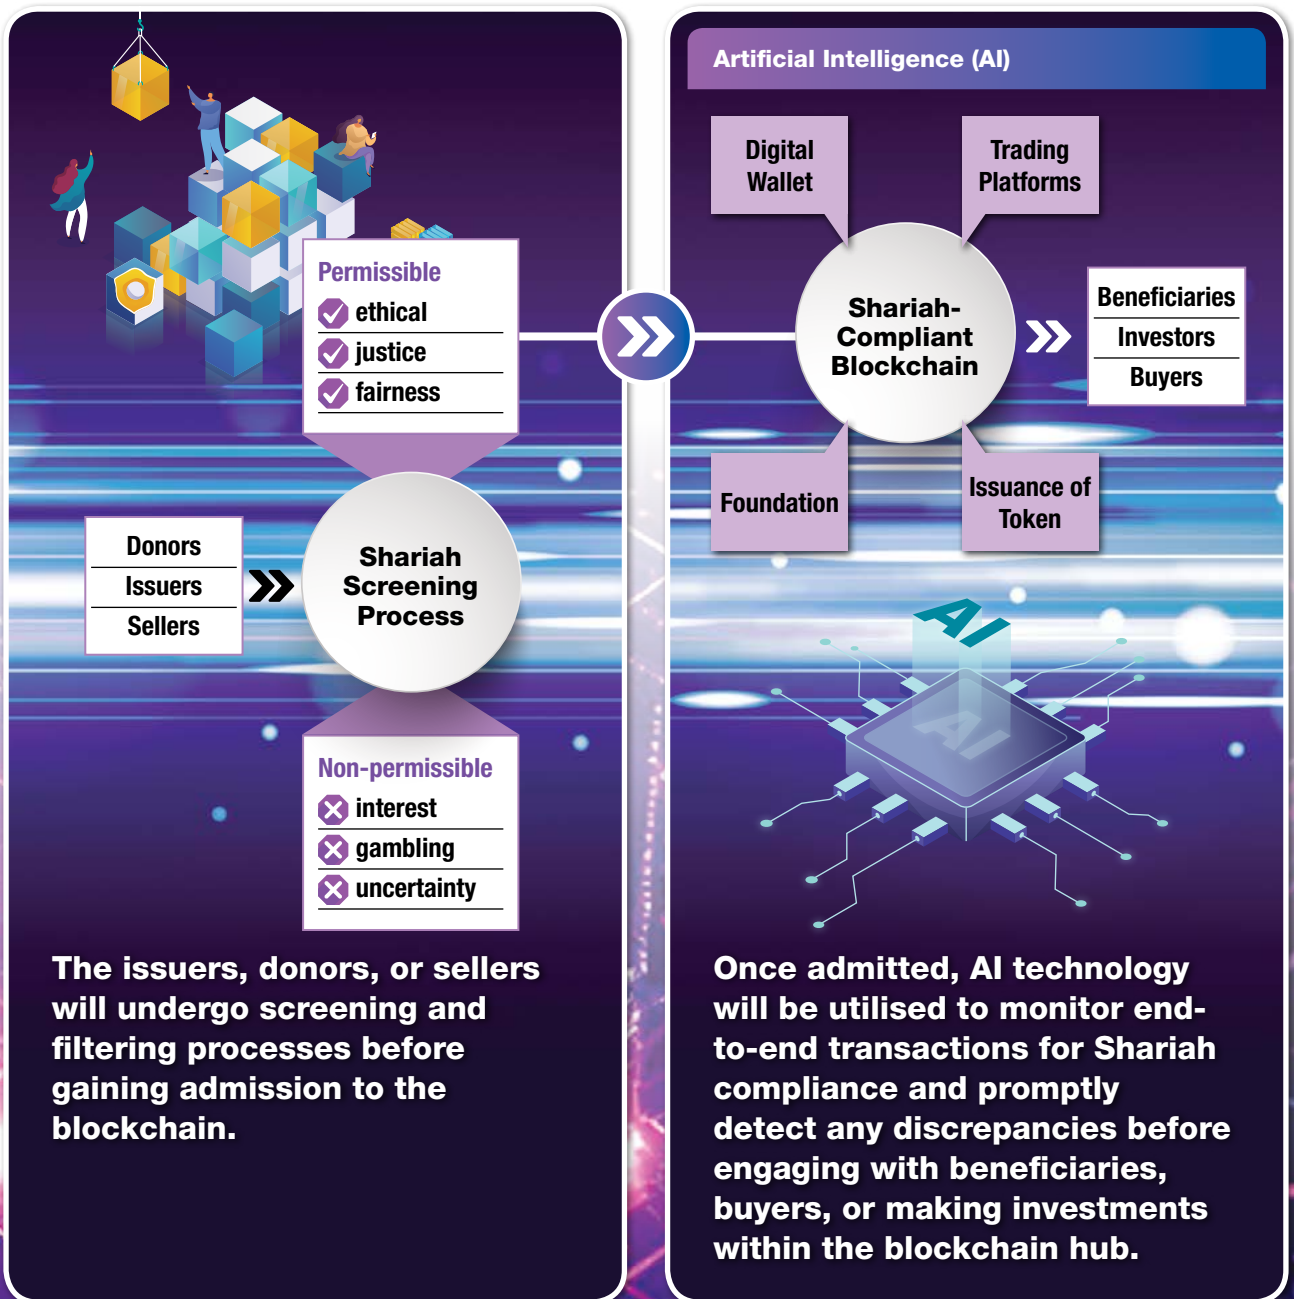 Permissible
ethical
justice
fairness
Donors
Issuers
Sellers
Shariah
Screening
Process
Non-permissible
interest
gambling
uncertainty
The issuers, donors, or sellers
will undergo screening and
filtering processes before
gaining admission to the
blockchain.
Artificial Intelligence (AI)
Digital
Wallet
Trading
Platforms
Shariah-
Compliant
Blockchain
Beneficiaries
Investors
Buyers
Foundation
Issuance of
Token
AI
AI
Once admitted, AI technology
will be utilised to monitor end-
to-end transactions for Shariah
compliance and promptly
detect any discrepancies before
engaging with beneficiaries,
buyers, or making investments
within the blockchain hub.